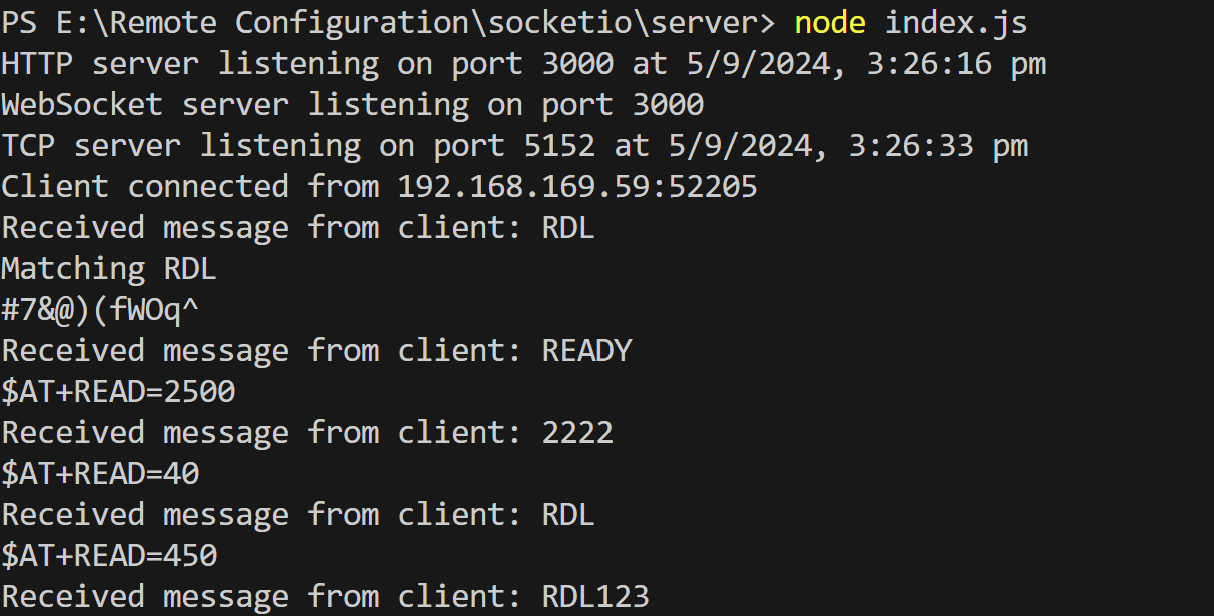 PS E:\Remote Configuration\socketio\server> node index.js
HTTP server listening on port 3000 at 5/9/2024, 3:26:16 pm
WebSocket server listening on port 3000
TCP server listening on port 5152 at 5/9/2024, 3:26:33 pm
Client connected from 192.168.169.59:52205
Received message from client: RDL
Matching RDL
#7&@)(fWOq^
Received message from client: READY
$AT+READ=2500
Received message from client: 2222
$AT+READ=40
Received message from client: RDL
$AT+READ=450
Received message from client: RDL123